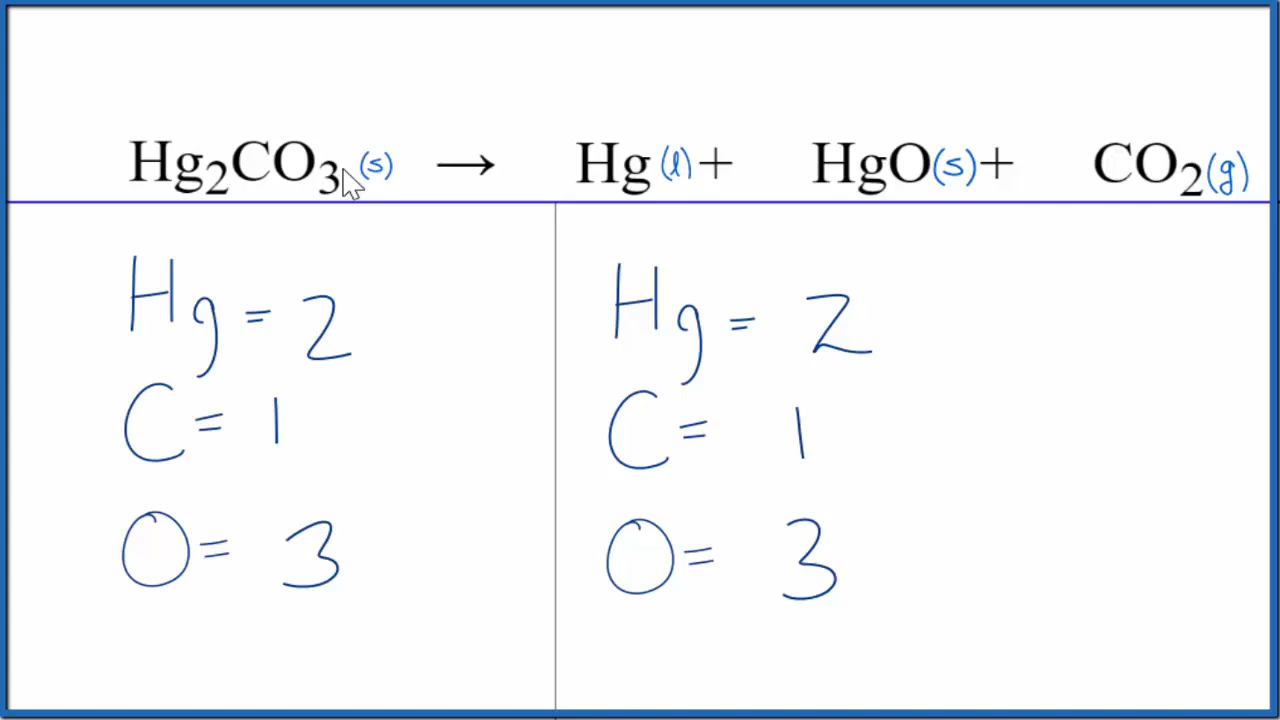 Hg₂CO₃(s) → Hg(l) + HgO(s) + CO₂(g)
Hg = 2 Hg = 2
C = 1 C = 1
O = 3 O = 3